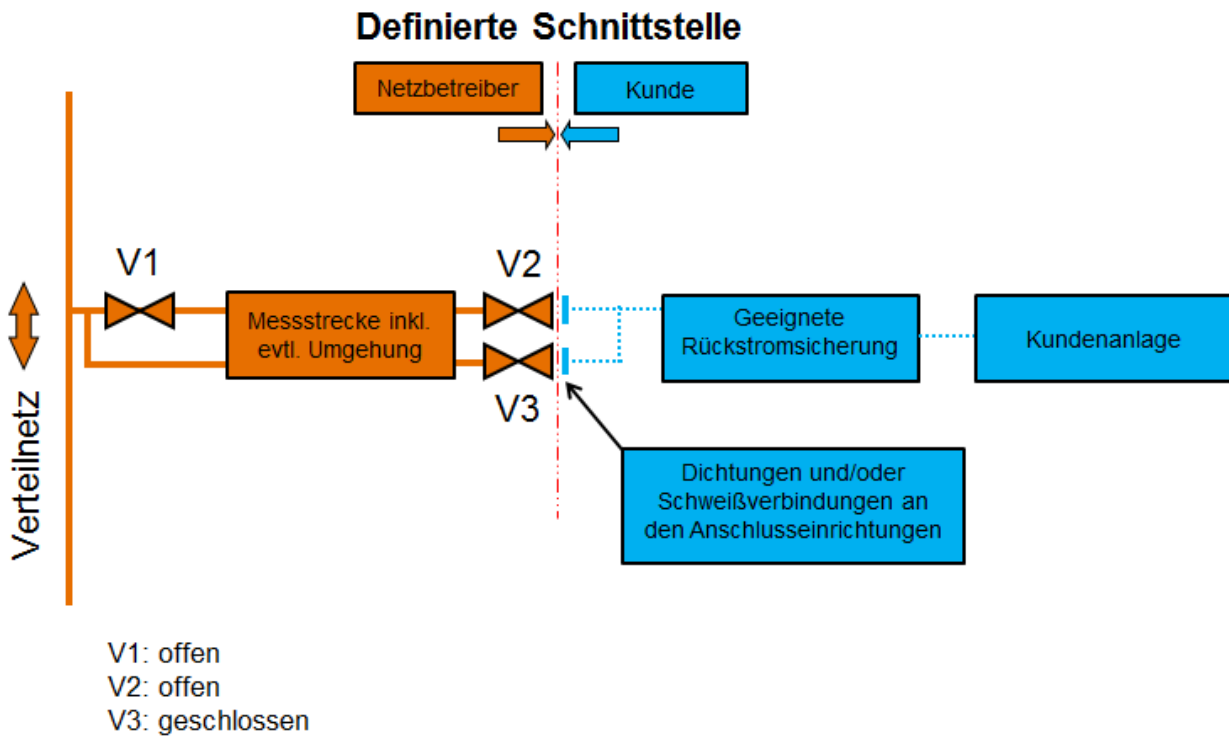 Definierte Schnittstelle
Netzbetreiber
Kunde
V1
V2
Messstrecke inkl.
evtl. Umgehung
Geeignete
Rückstromsicherung
Kundenanlage
V3
Verteilnetz
Dichtungen und/oder
Schweißverbindungen an
den Anschlusseinrichtungen
V1: offen
V2: offen
V3: geschlossen